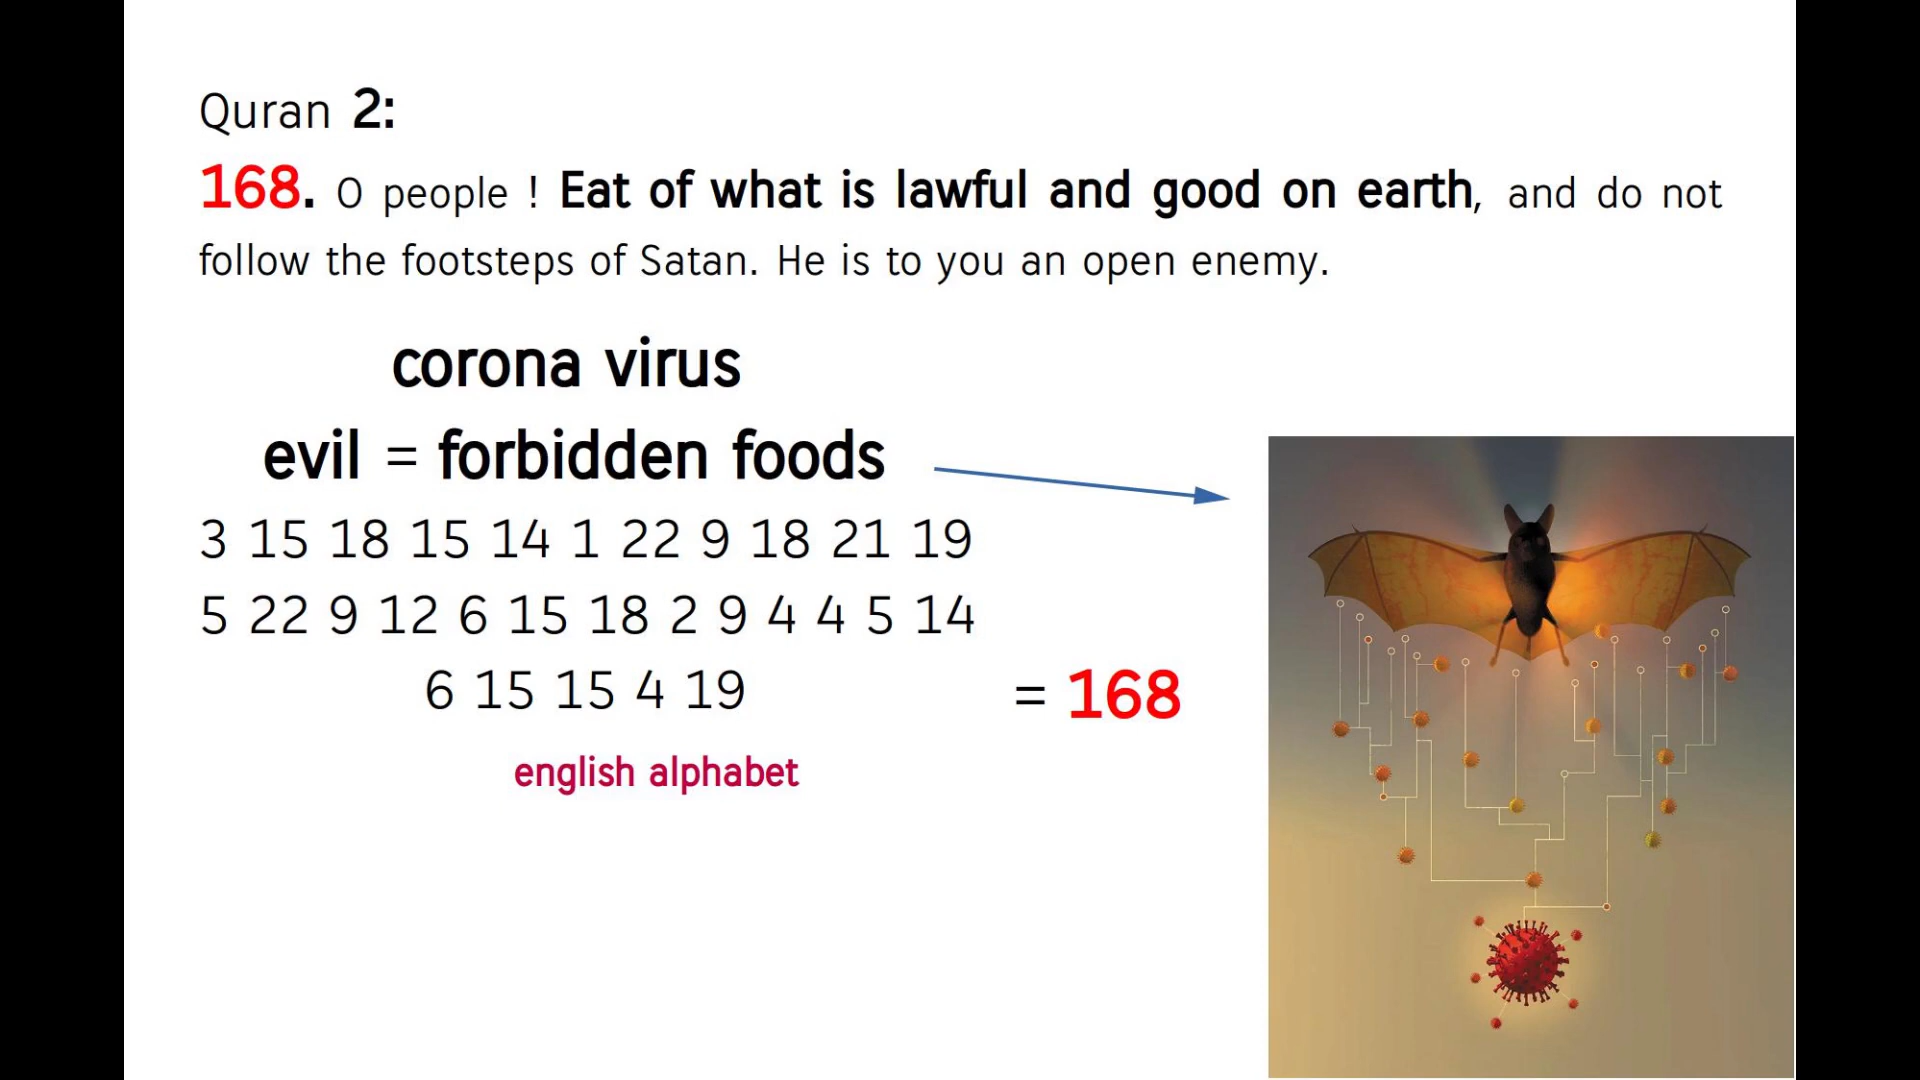 Quran 2:
168. O people ! Eat of what is lawful and good on earth, and do not
follow the footsteps of Satan. He is to you an open enemy.
corona virus
evil = forbidden foods
3 15 18 15 14 1 22 9 18 21 19
5 22 9 12 6 15 18 2 9 4 4 5 14
6 15 15 4 19 = 168
english alphabet